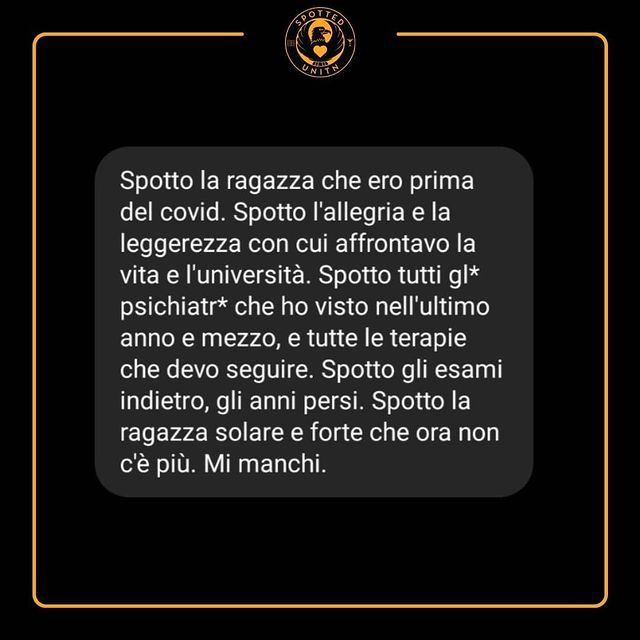 SPOTTED
UNITN
Spotto la ragazza che ero prima
del covid. Spotto l'allegria e la
leggerezza con cui affrontavo la
vita e l'università. Spotto tutti gl*
psichiatr* che ho visto nell'ultimo
anno e mezzo, e tutte le terapie
che devo seguire. Spotto gli esami
indietro, gli anni persi. Spotto la
ragazza solare e forte che ora non
c'è più. Mi manchi.